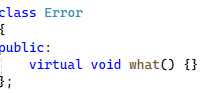 class Error
{
public:
    virtual void what() {}
};